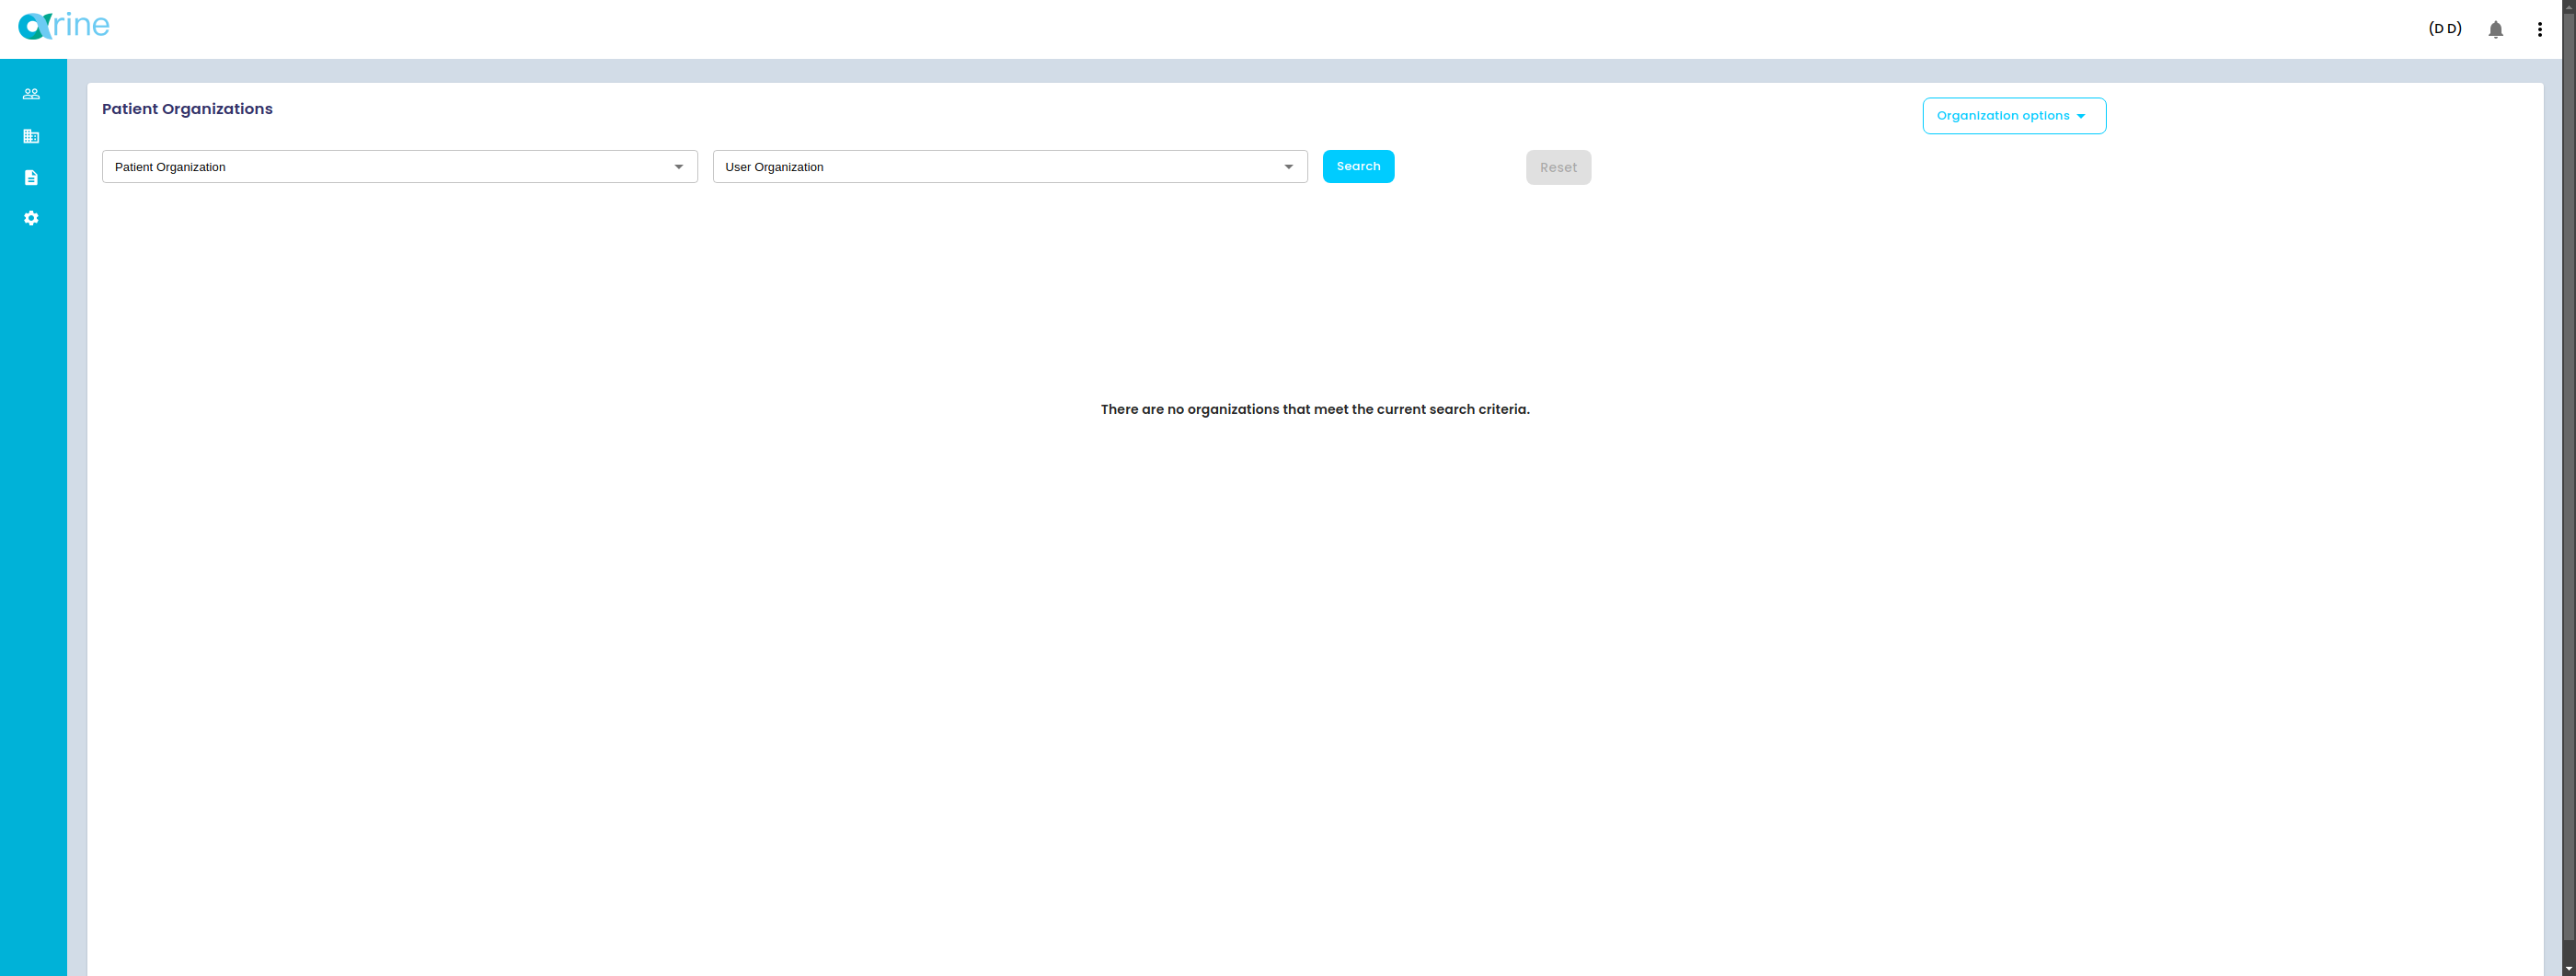 arine
(D D)
Patient Organizations
Organization options
Patient Organization
User Organization
Search
Reset
There are no organizations that meet the current search criteria.